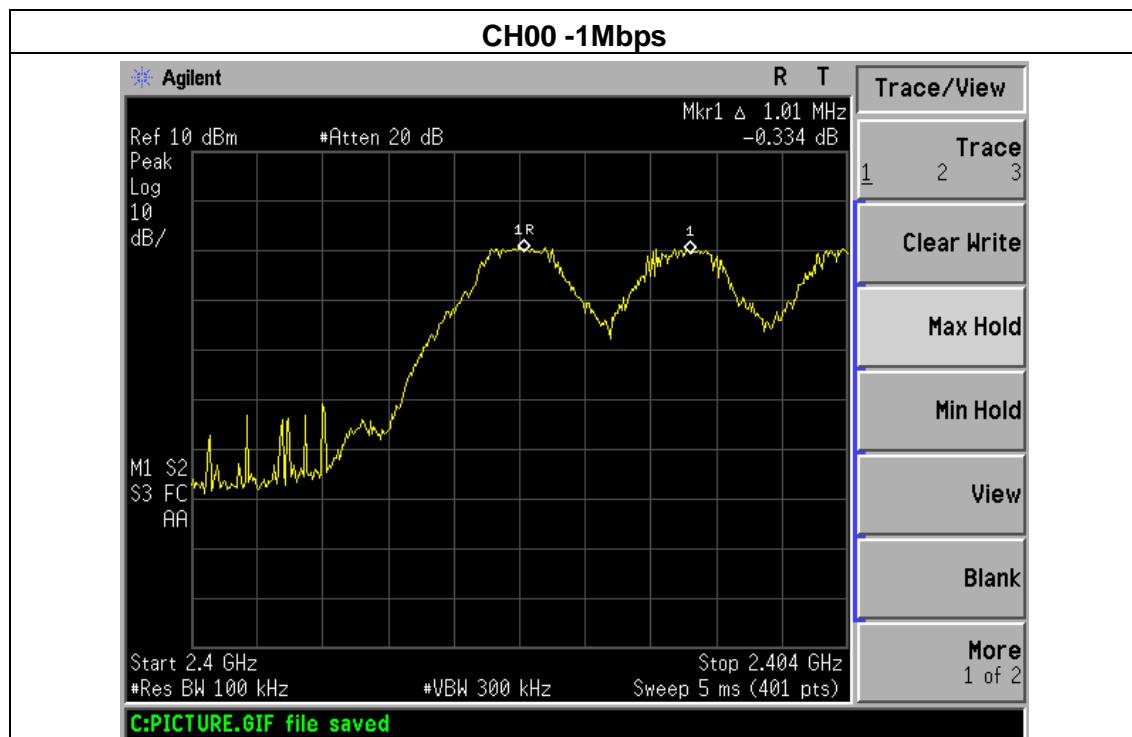 CH00 -1Mbps
Agilent R T
Mkr1 Δ 1.01 MHz
Ref 10 dBm #Atten 20 dB -0.334 dB
Peak
Log
10
dB/
1R
1
M1 S2
S3 FC
AA
Start 2.4 GHz Stop 2.404 GHz
#Res BW 100 kHz #VBW 300 kHz Sweep 5 ms (401 pts)
C:PICTURE.GIF file saved
Trace/View
Trace
1 2 3
Clear Write
Max Hold
Min Hold
View
Blank
More
1 of 2